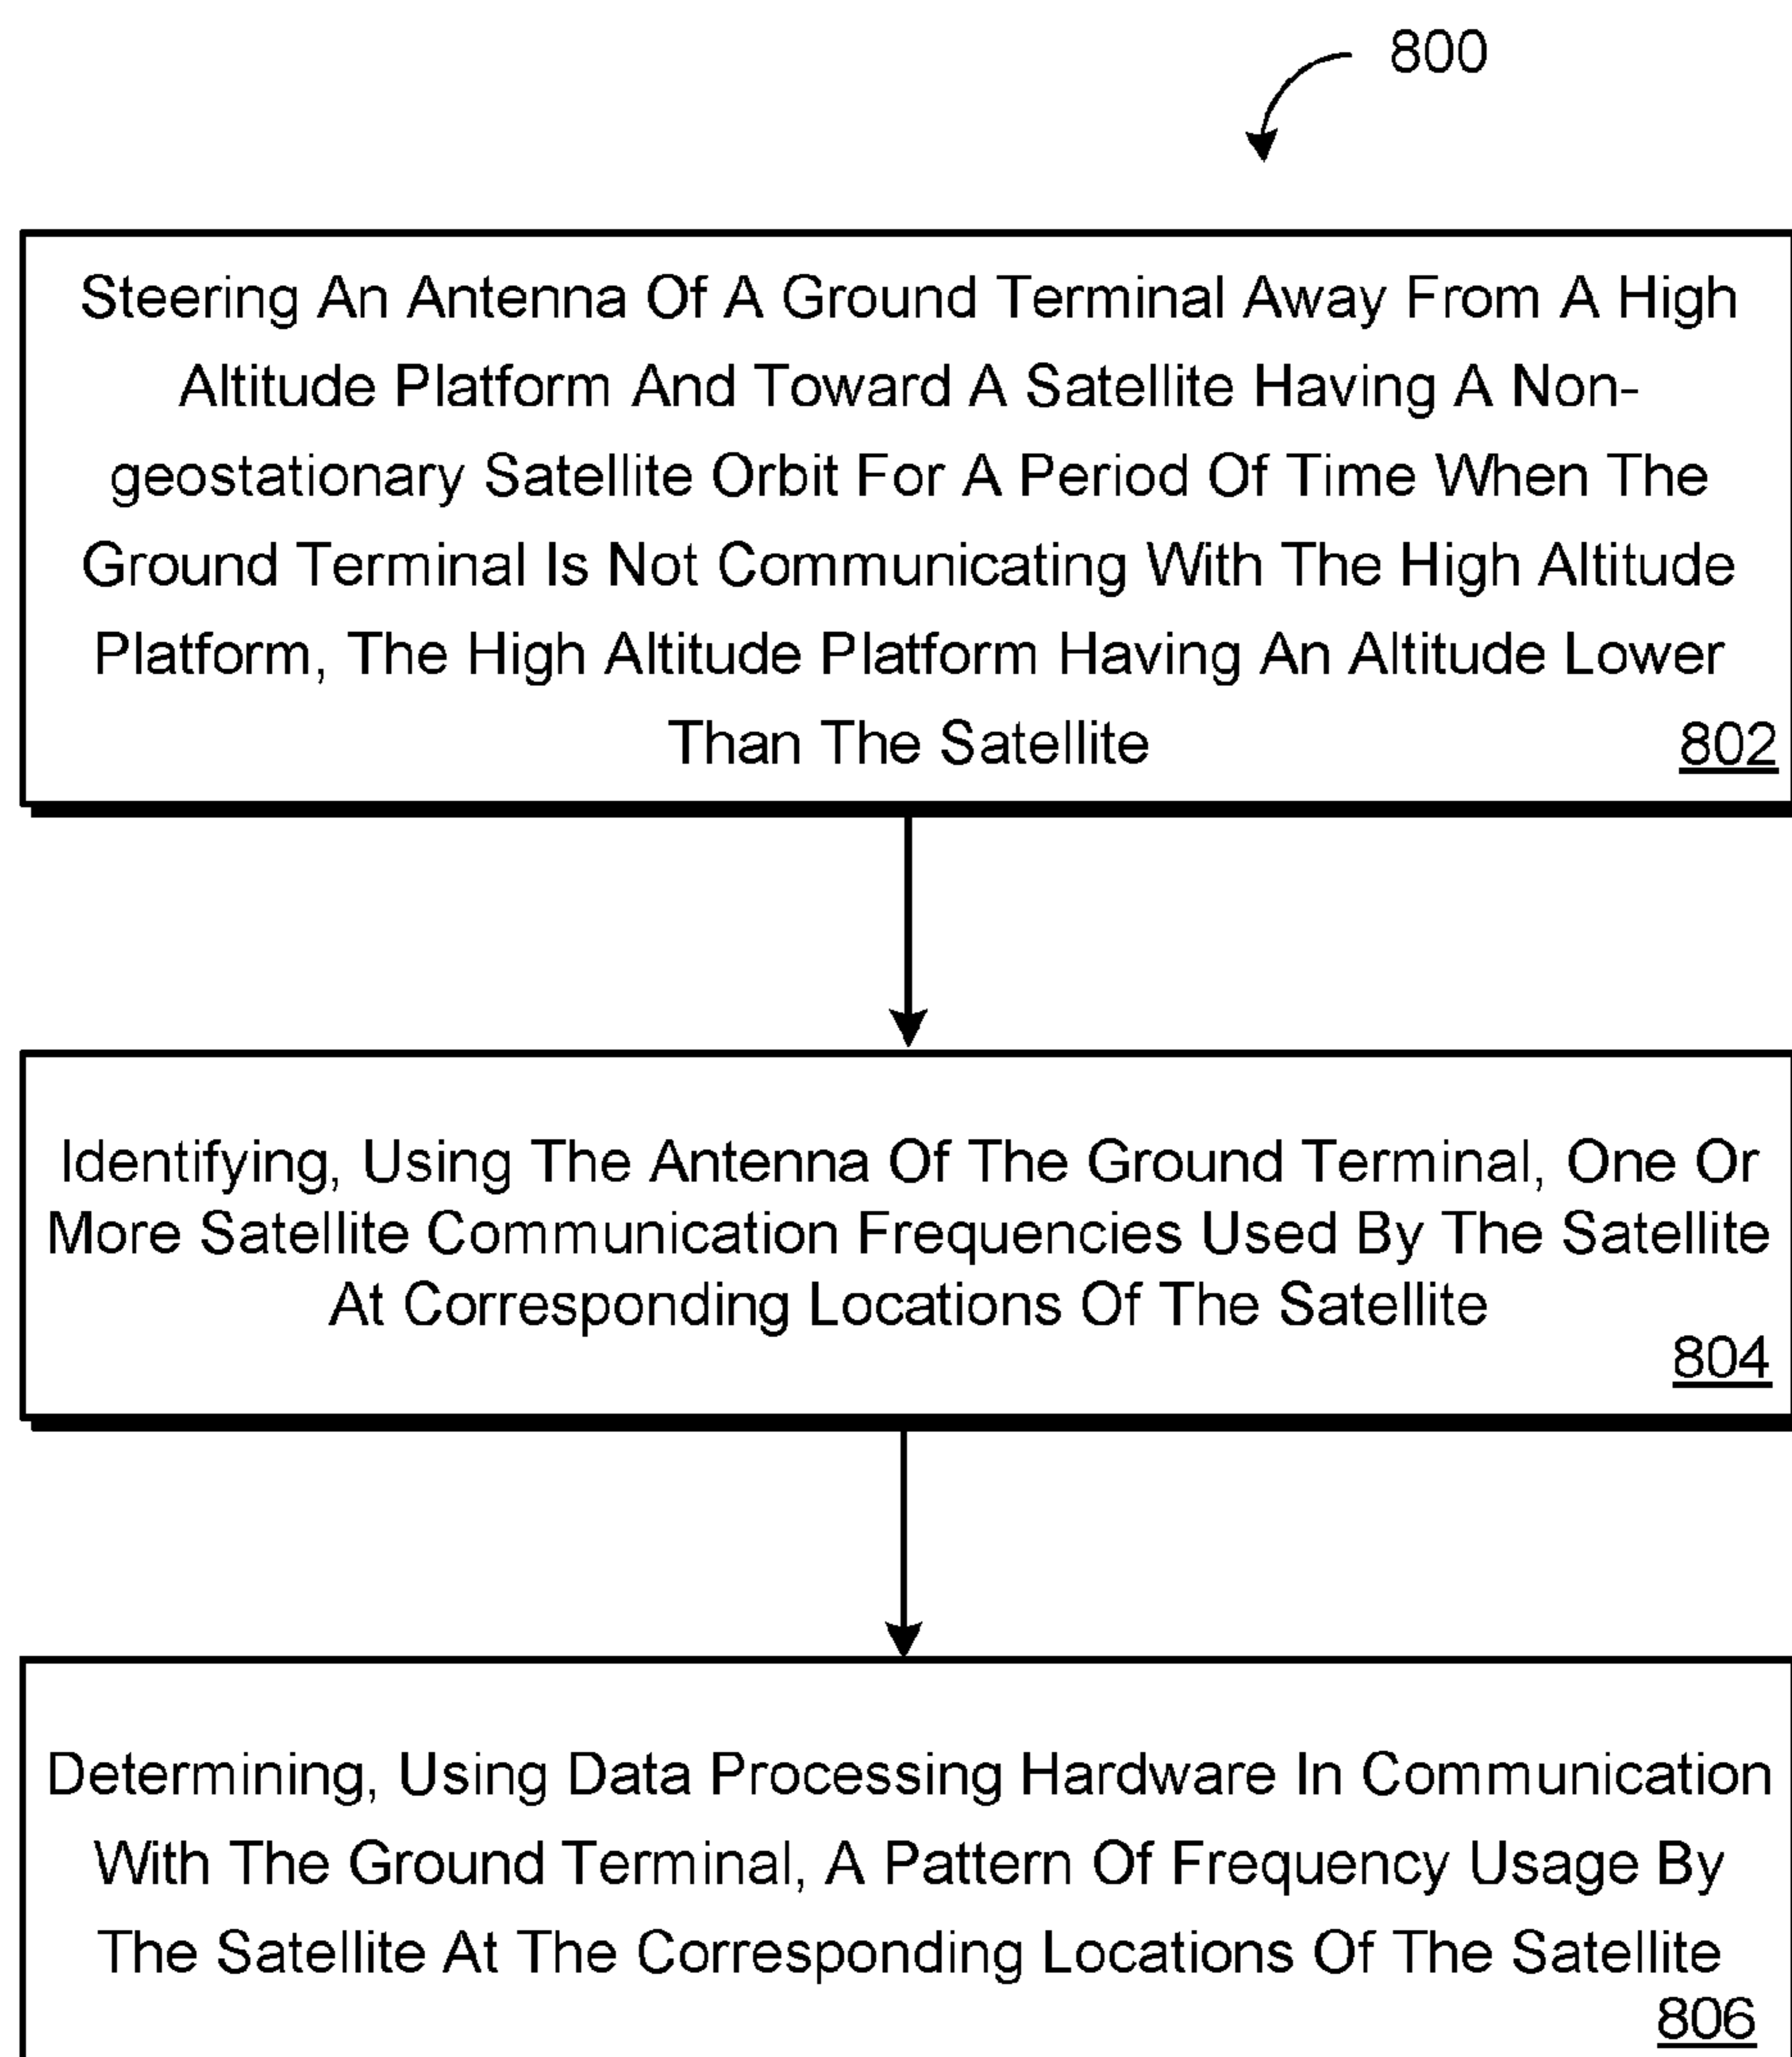 800
Steering An Antenna Of A Ground Terminal Away From A High
Altitude Platform And Toward A Satellite Having A Non-
geostationary Satellite Orbit For A Period Of Time When The
Ground Terminal Is Not Communicating With The High Altitude
Platform, The High Altitude Platform Having An Altitude Lower
Than The Satellite
802
Identifying, Using The Antenna Of The Ground Terminal, One Or
More Satellite Communication Frequencies Used By The Satellite
At Corresponding Locations Of The Satellite
804
Determining, Using Data Processing Hardware In Communication
With The Ground Terminal, A Pattern Of Frequency Usage By
The Satellite At The Corresponding Locations Of The Satellite
806